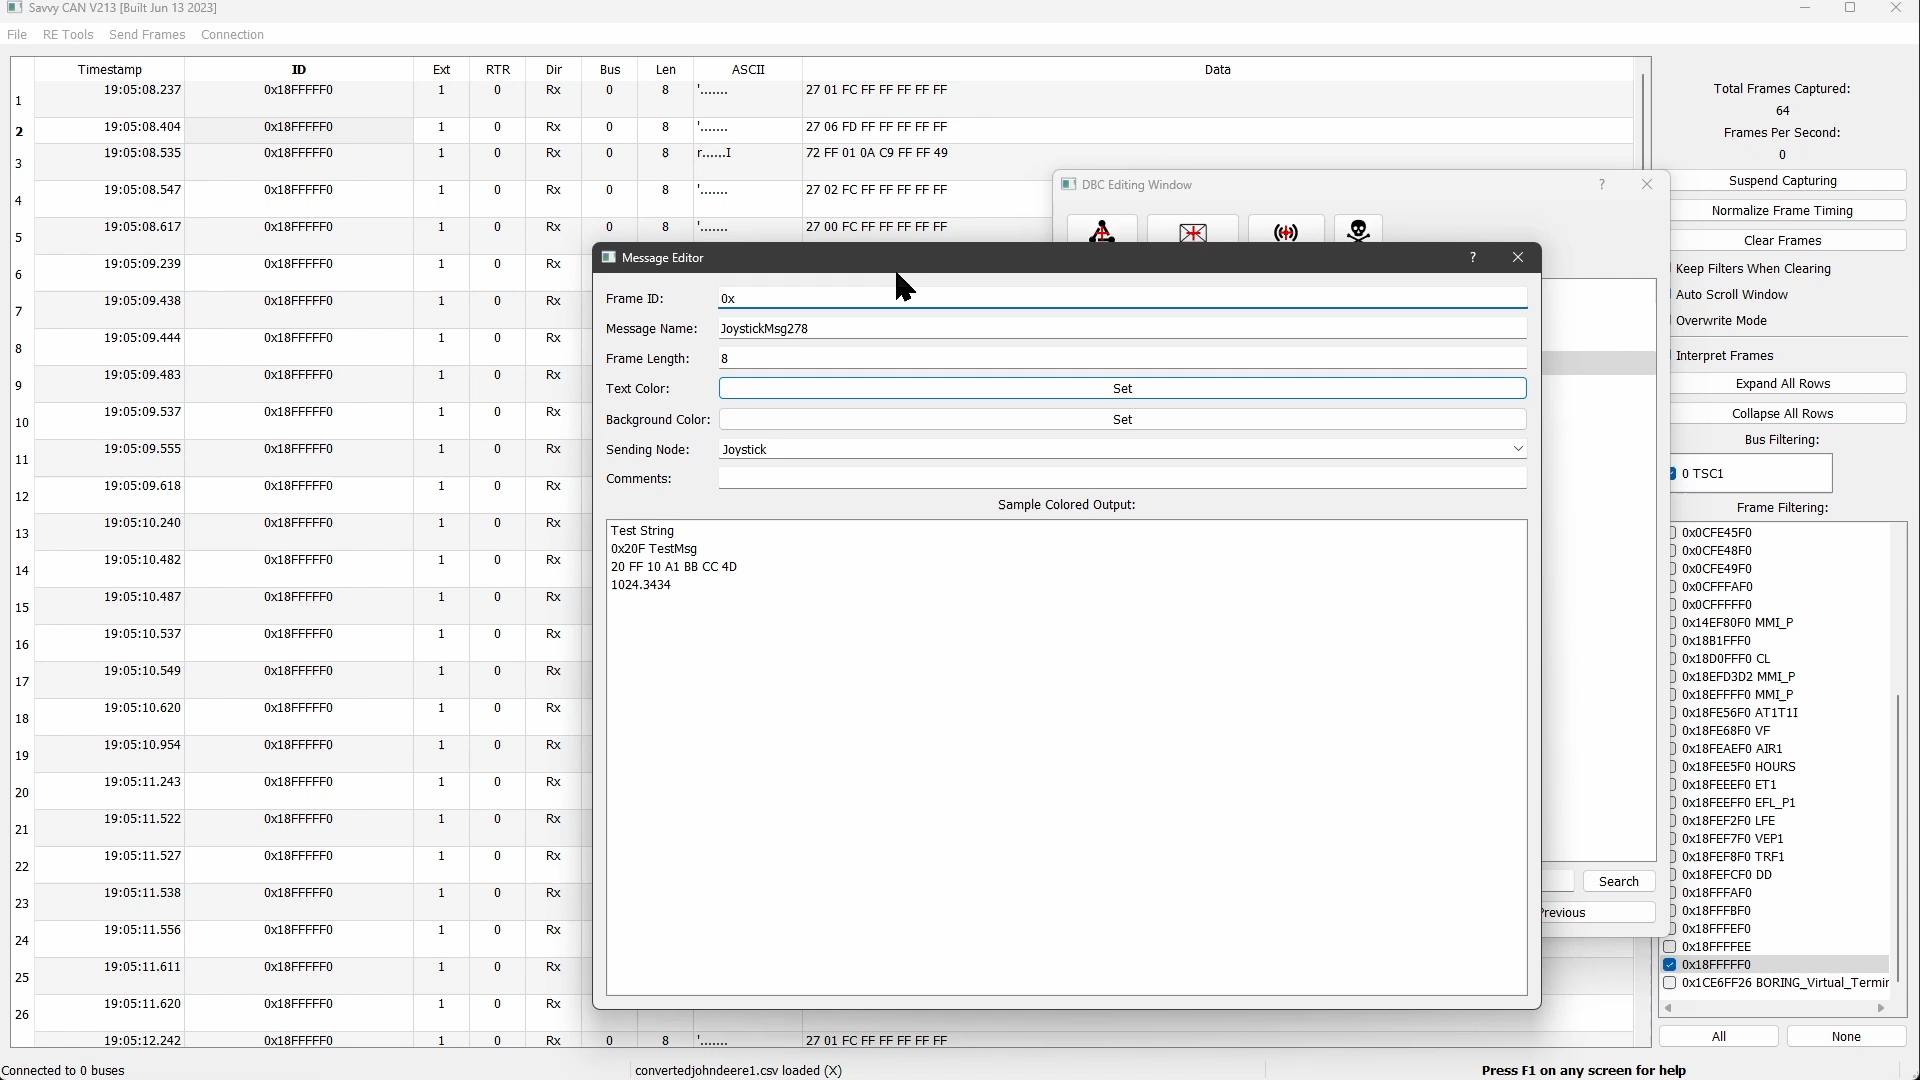 Savvy CAN V213 [Built Jun 13 2023]
File RE Tools Send Frames Connection
Timestamp ID Ext RTR Dir Bus Len ASCII Data
1 19:05:08.237 0x18FFFFF0 1 0 Rx 0 8 '....... 27 01 FC FF FF FF FF FF
2 19:05:08.404 0x18FFFFF0 1 0 Rx 0 8 '....... 27 06 FD FF FF FF FF FF
3 19:05:08.535 0x18FFFFF0 1 0 Rx 0 8 r......I 72 FF 01 0A C9 FF FF 49
4 19:05:08.547 0x18FFFFF0 1 0 Rx 0 8 '....... 27 02 FC FF FF FF FF FF
5 19:05:08.617 0x18FFFFF0 1 0 Rx 0 8 '....... 27 00 FC FF FF FF FF FF
6 19:05:09.239 0x18FFFFF0 1 0 Rx
7 19:05:09.438 0x18FFFFF0 1 0 Rx
8 19:05:09.444 0x18FFFFF0 1 0 Rx
9 19:05:09.483 0x18FFFFF0 1 0 Rx
10 19:05:09.537 0x18FFFFF0 1 0 Rx
11 19:05:09.555 0x18FFFFF0 1 0 Rx
12 19:05:09.618 0x18FFFFF0 1 0 Rx
13 19:05:10.240 0x18FFFFF0 1 0 Rx
14 19:05:10.482 0x18FFFFF0 1 0 Rx
15 19:05:10.487 0x18FFFFF0 1 0 Rx
16 19:05:10.537 0x18FFFFF0 1 0 Rx
17 19:05:10.549 0x18FFFFF0 1 0 Rx
18 19:05:10.620 0x18FFFFF0 1 0 Rx
19 19:05:10.954 0x18FFFFF0 1 0 Rx
20 19:05:11.243 0x18FFFFF0 1 0 Rx
21 19:05:11.522 0x18FFFFF0 1 0 Rx
22 19:05:11.527 0x18FFFFF0 1 0 Rx
23 19:05:11.538 0x18FFFFF0 1 0 Rx
24 19:05:11.556 0x18FFFFF0 1 0 Rx
25 19:05:11.611 0x18FFFFF0 1 0 Rx
26 19:05:11.620 0x18FFFFF0 1 0 Rx
19:05:12.242 0x18FFFFF0 1 0 Rx 0 8 '....... 27 01 FC FF FF FF FF FF
DBC Editing Window ?
Search
Previous
Message Editor ?
Frame ID: 0x
Message Name: JoystickMsg278
Frame Length: 8
Text Color: Set
Background Color: Set
Sending Node: Joystick
Comments:
Sample Colored Output:
Test String
0x20F TestMsg
20 FF 10 A1 BB CC 4D
1024.3434
Total Frames Captured:
64
Frames Per Second:
0
Suspend Capturing
Normalize Frame Timing
Clear Frames
Keep Filters When Clearing
Auto Scroll Window
Overwrite Mode
Interpret Frames
Expand All Rows
Collapse All Rows
Bus Filtering:
0 TSC1
Frame Filtering:
0x0CFE45F0
0x0CFE48F0
0x0CFE49F0
0x0CFFFAF0
0x0CFFFFF0
0x14EF80F0 MMI_P
0x18B1FFF0
0x18D0FFF0 CL
0x18EFD3D2 MMI_P
0x18EFFFF0 MMI_P
0x18FE56F0 AT1T1I
0x18FE68F0 VF
0x18FEAEF0 AIR1
0x18FEE5F0 HOURS
0x18FEEEF0 ET1
0x18FEEFF0 EFL_P1
0x18FEF2F0 LFE
0x18FEF7F0 VEP1
0x18FEF8F0 TRF1
0x18FEFCF0 DD
0x18FFFAF0
0x18FFFBF0
0x18FFFEF0
0x18FFFFEE
0x18FFFFF0
0x1CE6FF26 BORING_Virtual_Termir
All None
Connected to 0 buses
convertedjohndeere1.csv loaded (X)
Press F1 on any screen for help